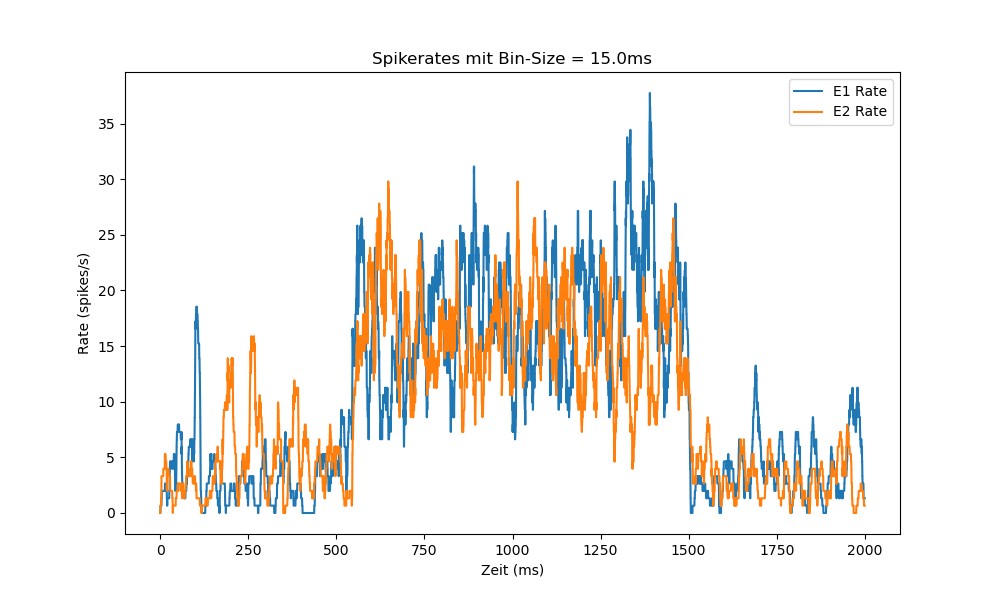 Spikerates mit Bin-Size = 15.0ms
E1 Rate
E2 Rate
Rate (spikes/s)
35
30
25
20
15
10
5
0
0 250 500 750 1000 1250 1500 1750 2000
Zeit (ms)